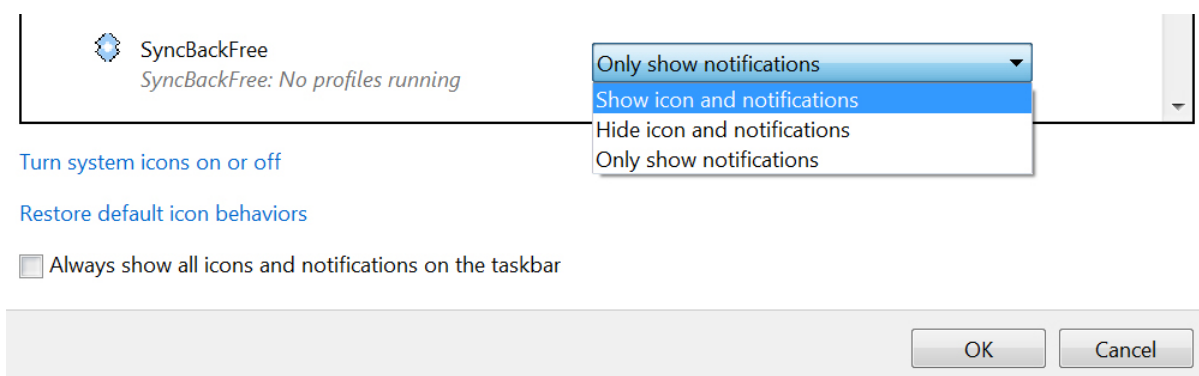 SyncBackFree
SyncBackFree: No profiles running
Only show notifications
Show icon and notifications
Hide icon and notifications
Only show notifications
Turn system icons on or off
Restore default icon behaviors
Always show all icons and notifications on the taskbar
OK
Cancel